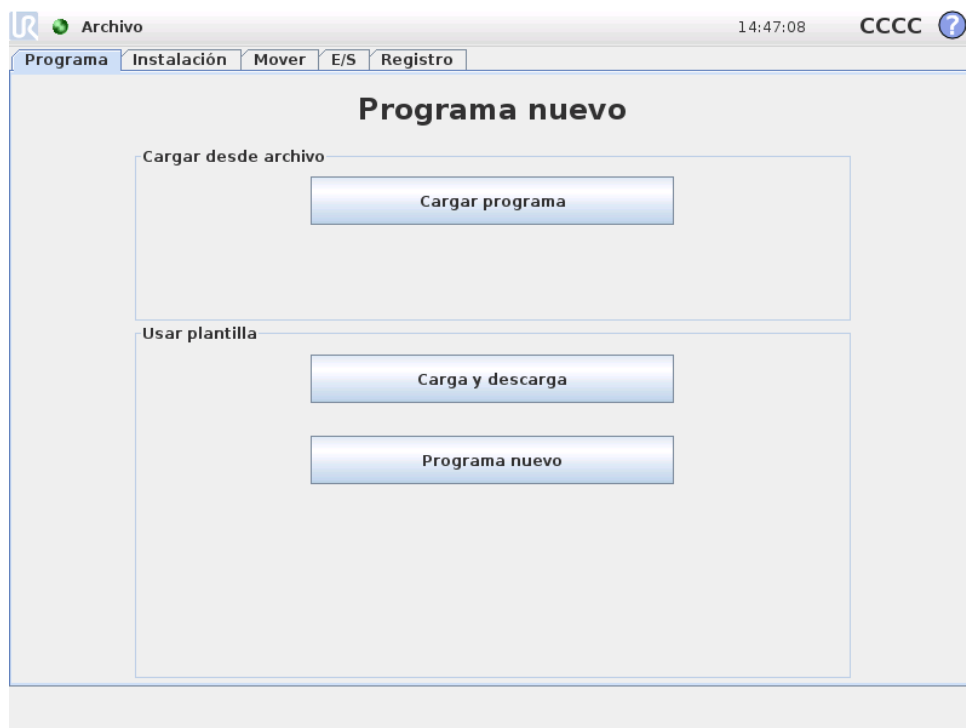 UR Archivo 14:47:08 CCCC ?
Programa Instalación Mover E/S Registro
Programa nuevo
Cargar desde archivo
Cargar programa
Usar plantilla
Carga y descarga
Programa nuevo